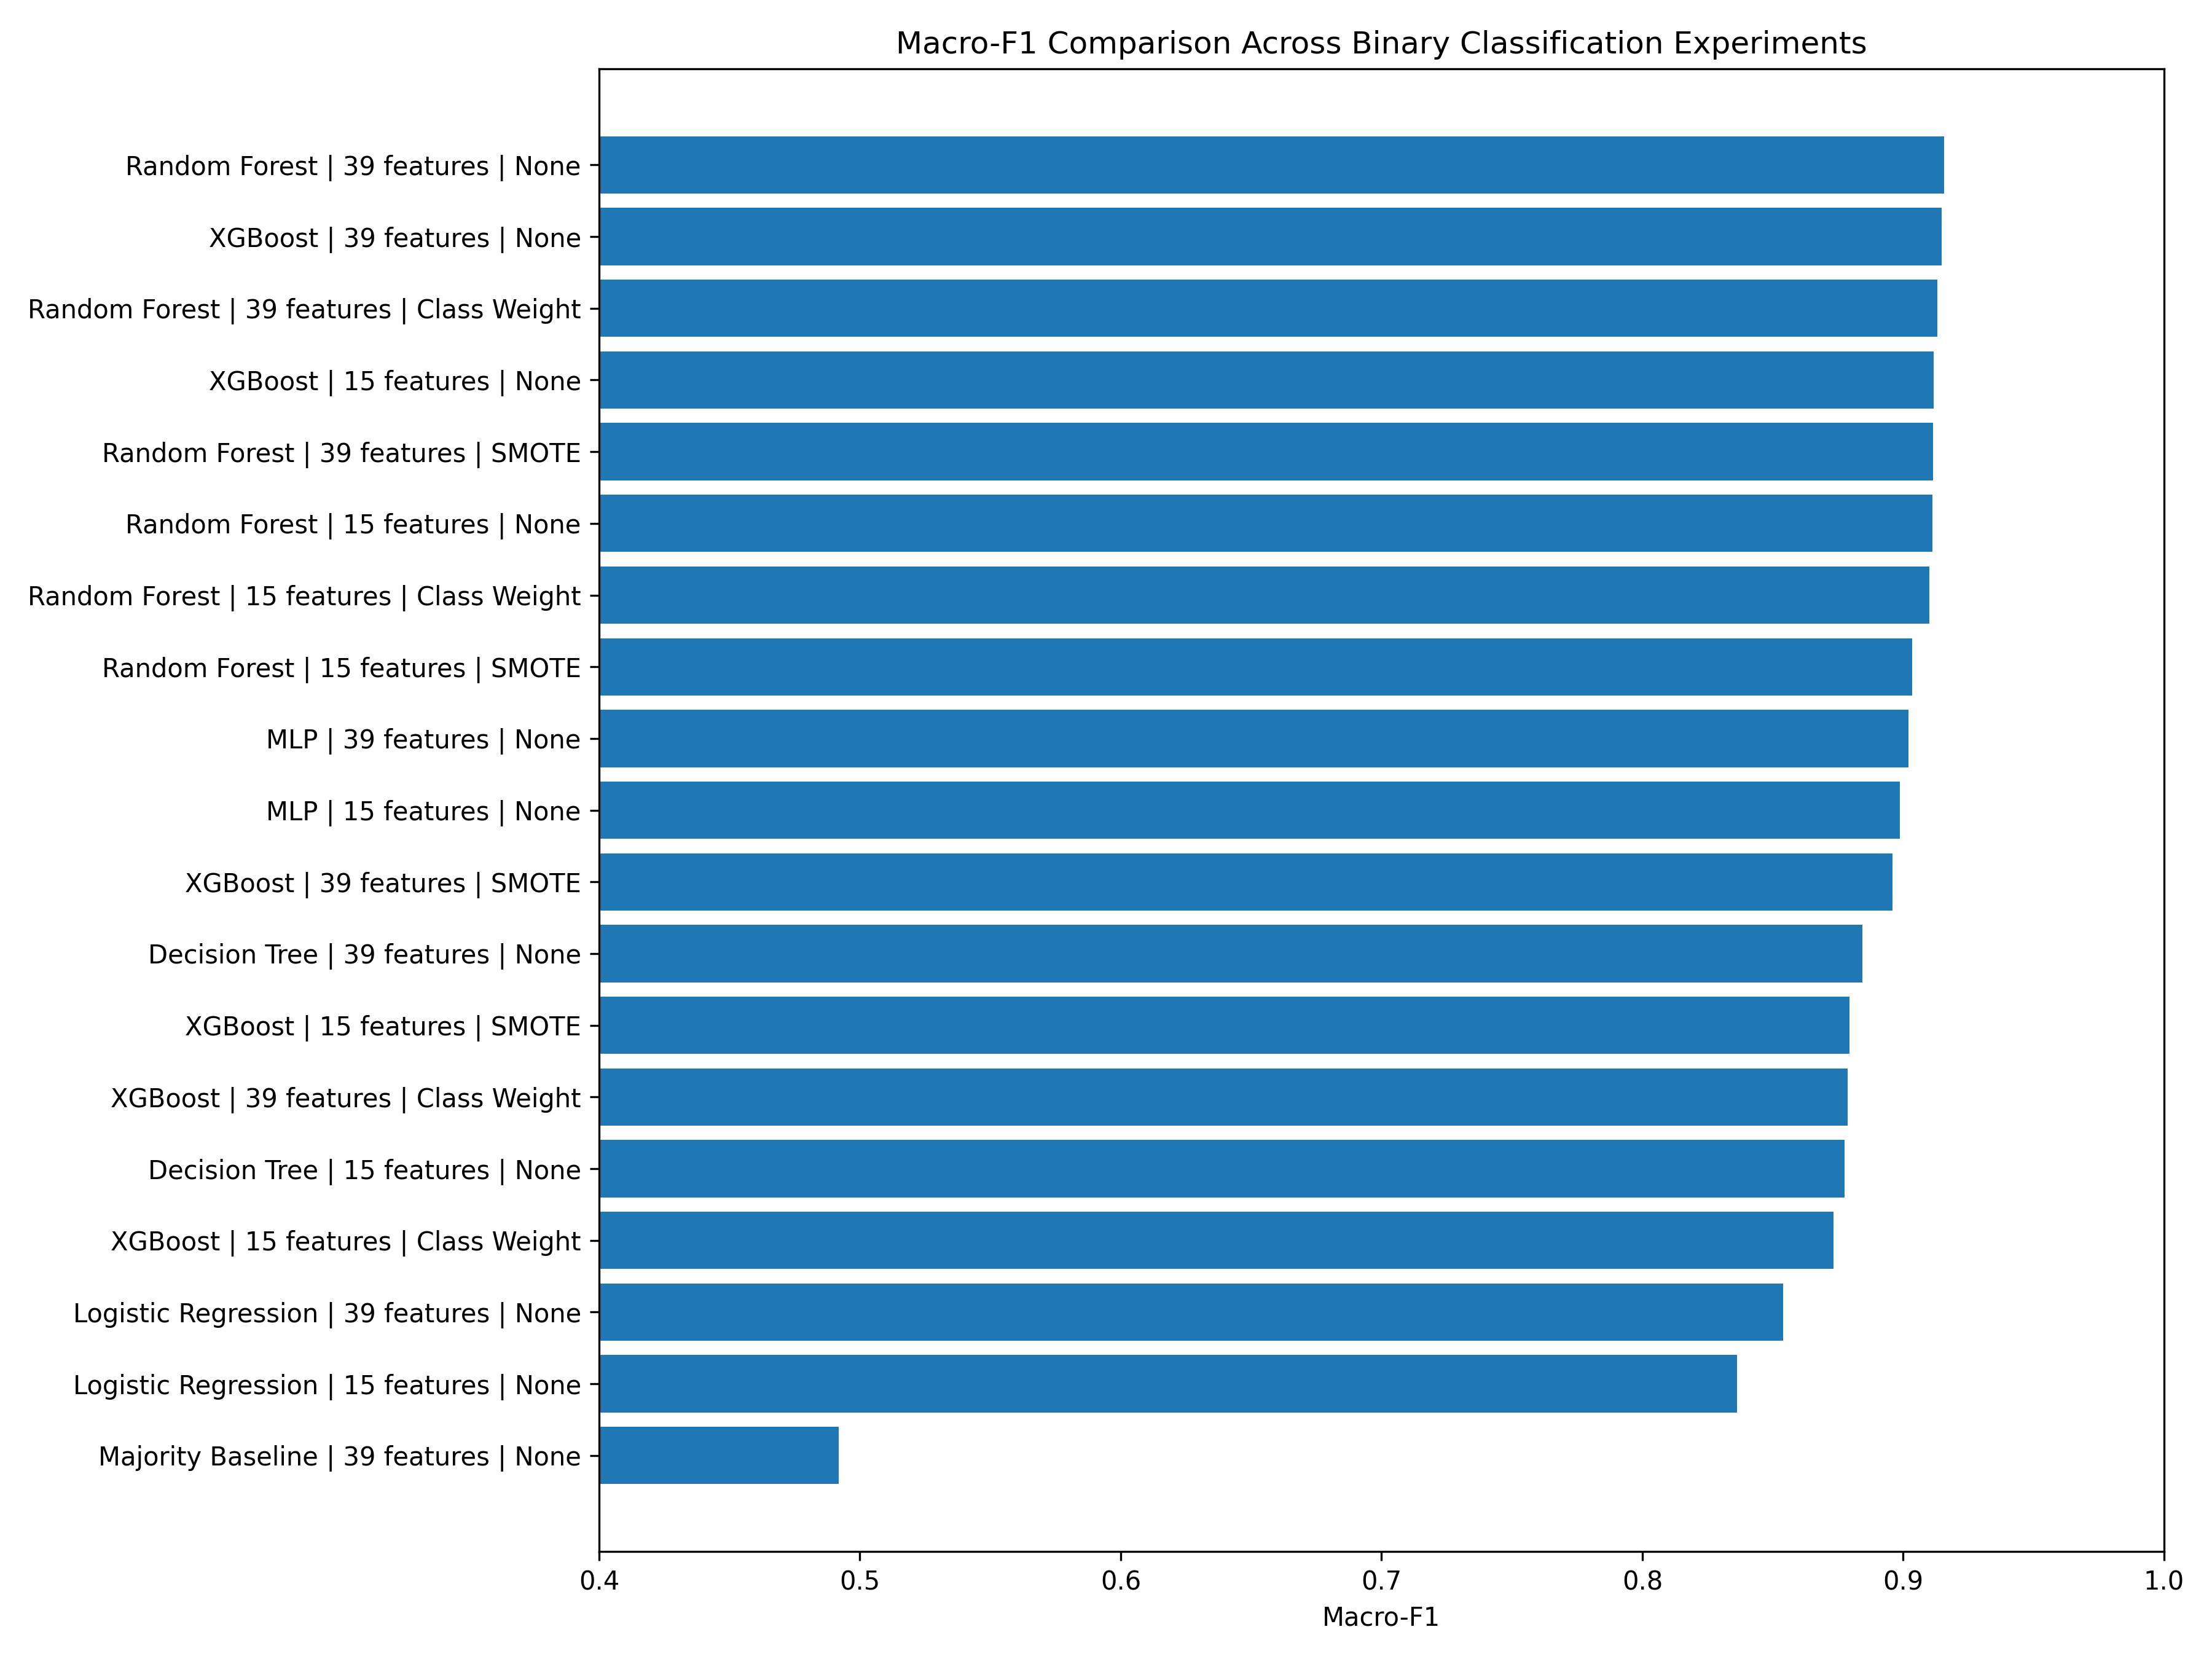 Macro-F1 Comparison Across Binary Classification Experiments
Random Forest | 39 features | None
XGBoost | 39 features | None
Random Forest | 39 features | Class Weight
XGBoost | 15 features | None
Random Forest | 39 features | SMOTE
Random Forest | 15 features | None
Random Forest | 15 features | Class Weight
Random Forest | 15 features | SMOTE
MLP | 39 features | None
MLP | 15 features | None
XGBoost | 39 features | SMOTE
Decision Tree | 39 features | None
XGBoost | 15 features | SMOTE
XGBoost | 39 features | Class Weight
Decision Tree | 15 features | None
XGBoost | 15 features | Class Weight
Logistic Regression | 39 features | None
Logistic Regression | 15 features | None
Majority Baseline | 39 features | None
0.4 0.5 0.6 0.7 0.8 0.9 1.0
Macro-F1